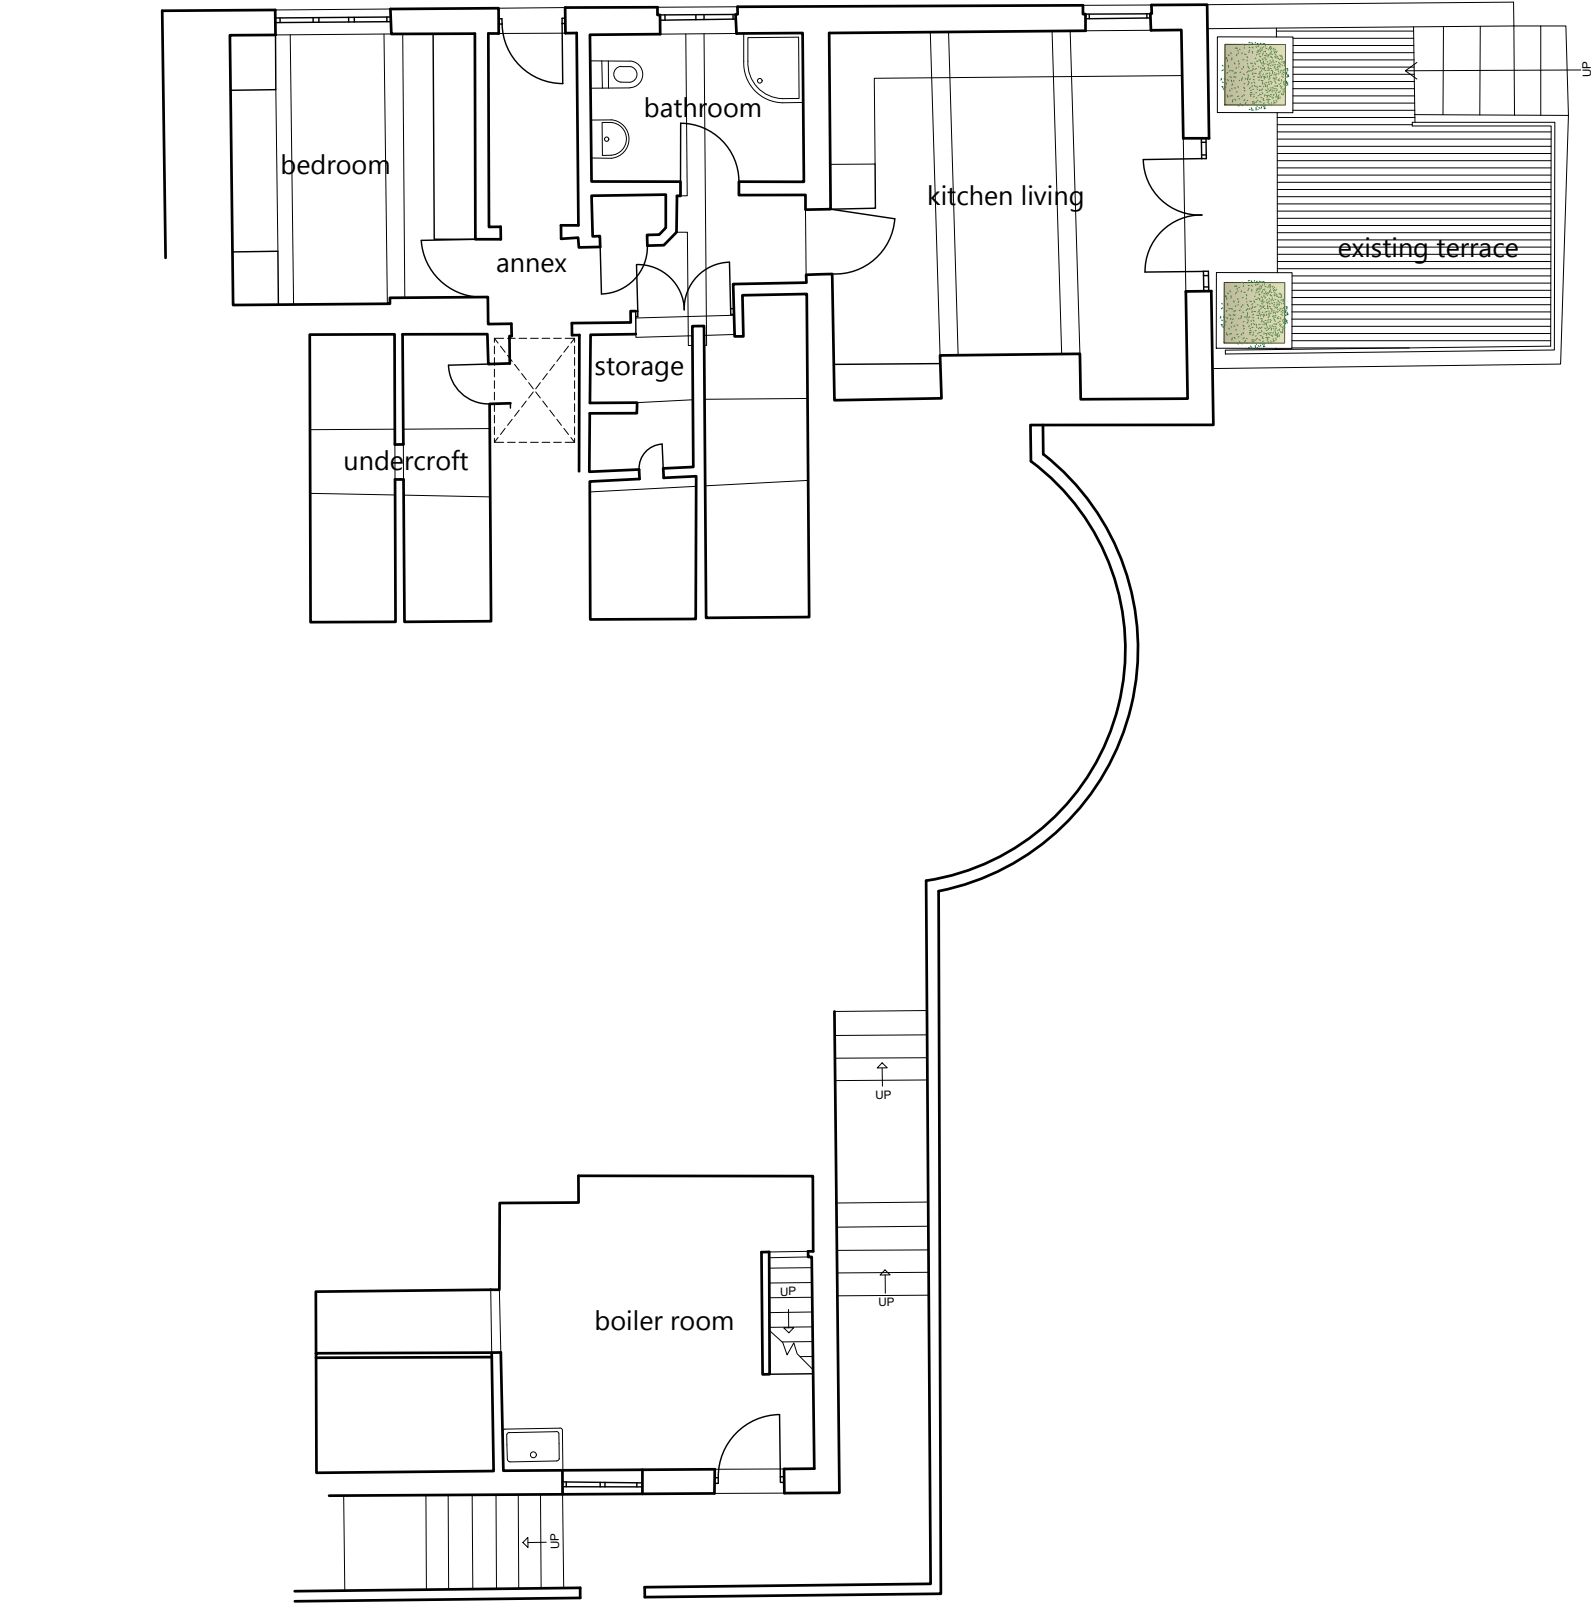 UP
bathroom
bedroom
kitchen living
existing terrace
annex
storage
undercroft
UP
UP
UP
boiler room
UP